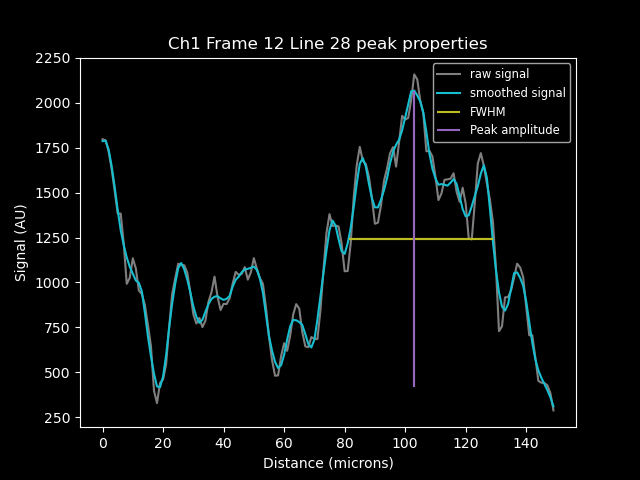 Ch1 Frame 12 Line 28 peak properties
raw signal
smoothed signal
FWHM
Peak amplitude
Signal (AU)
2250
2000
1750
1500
1250
1000
750
500
250
0 20 40 60 80 100 120 140
Distance (microns)